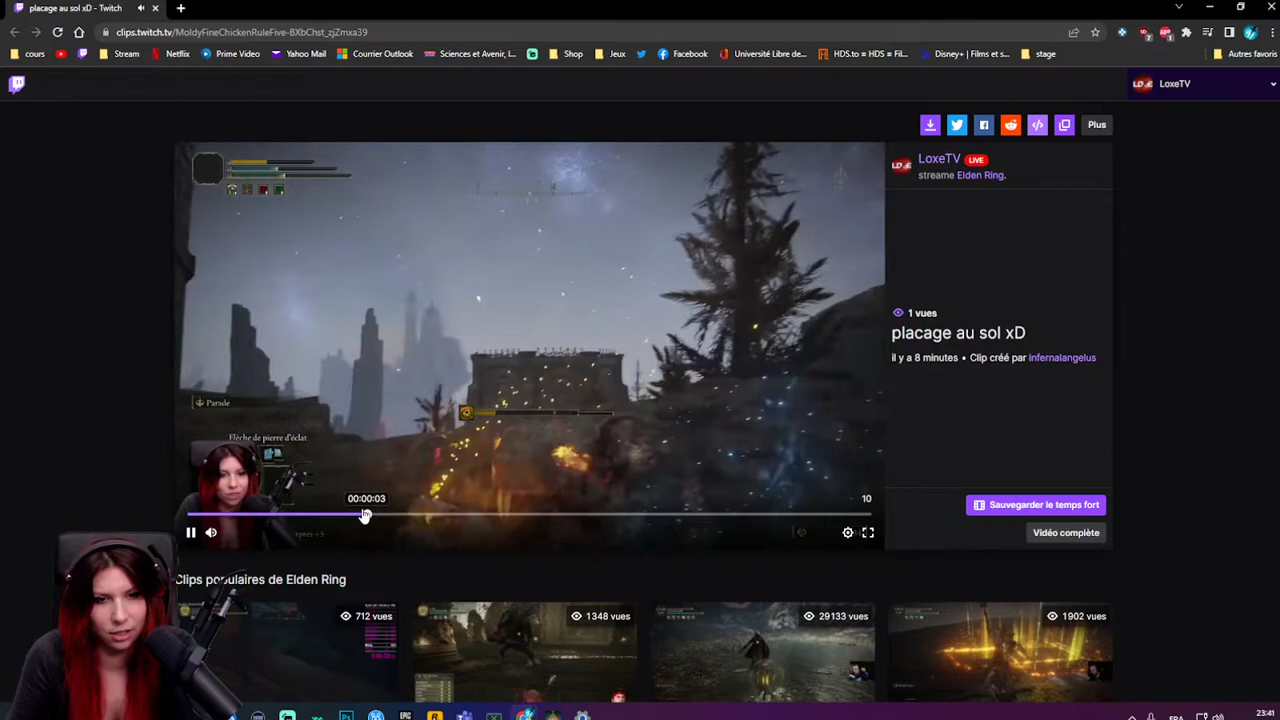 placage au sol xD - Twitch
clips.twitch.tv/MoldyFineChickenRuleFive-BXbChst_zjZmxa39
cours
Stream
Netflix
Prime Video
Yahoo Mail
Courrier Outlook
Sciences et Avenir, l...
Shop
Jeux
Facebook
Université Libre de...
HDS.to ≡ HDS ≡ Fil...
Disney+ | Films et s...
stage
Autres favoris
LoxeTV
Plus
LoxeTV LIVE
streame Elden Ring.
1 vues
placage au sol xD
il y a 8 minutes • Clip créé par infernalangelus
Parade
Flèche de pierre d'éclat
00:00:03
10
Sauvegarder le temps fort
Vidéo complète
Clips populaires de Elden Ring
712 vues
1348 vues
29133 vues
1902 vues
FRA
23:41